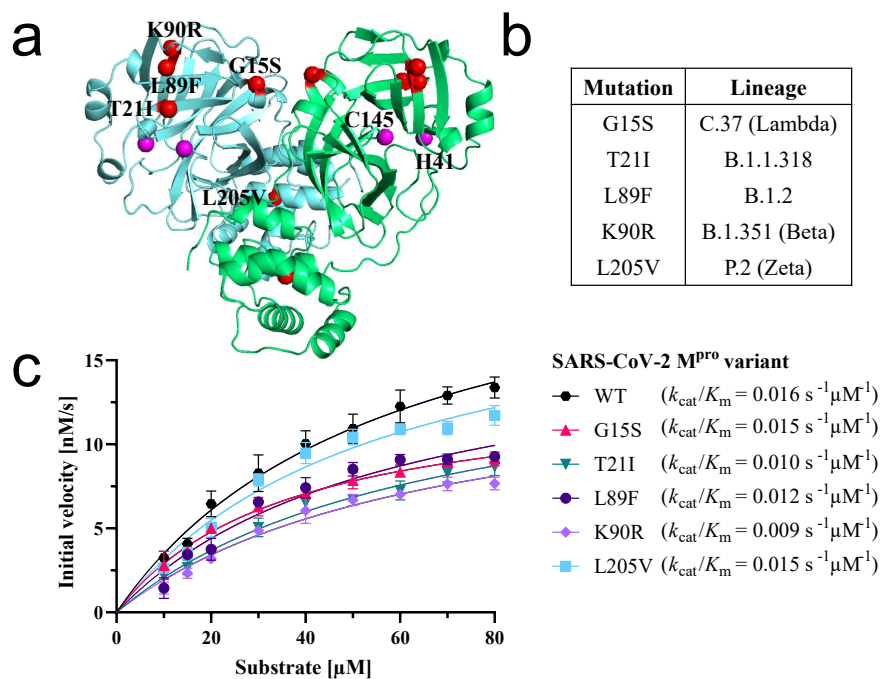 a
K90R
G15S
L89F
T21I
C145
H41
L205V
b
Mutation Lineage
G15S C.37 (Lambda)
T21I B.1.1.318
L89F B.1.2
K90R B.1.351 (Beta)
L205V P.2 (Zeta)
c
Initial velocity [nM/s]
15
10
5
0
0 20 40 60 80
Substrate [µM]
SARS-CoV-2 Mᵖʳᵒ variant
WT (kcat/Km = 0.016 s⁻¹µM⁻¹)
G15S (kcat/Km = 0.015 s⁻¹µM⁻¹)
T21I (kcat/Km = 0.010 s⁻¹µM⁻¹)
L89F (kcat/Km = 0.012 s⁻¹µM⁻¹)
K90R (kcat/Km = 0.009 s⁻¹µM⁻¹)
L205V (kcat/Km = 0.015 s⁻¹µM⁻¹)